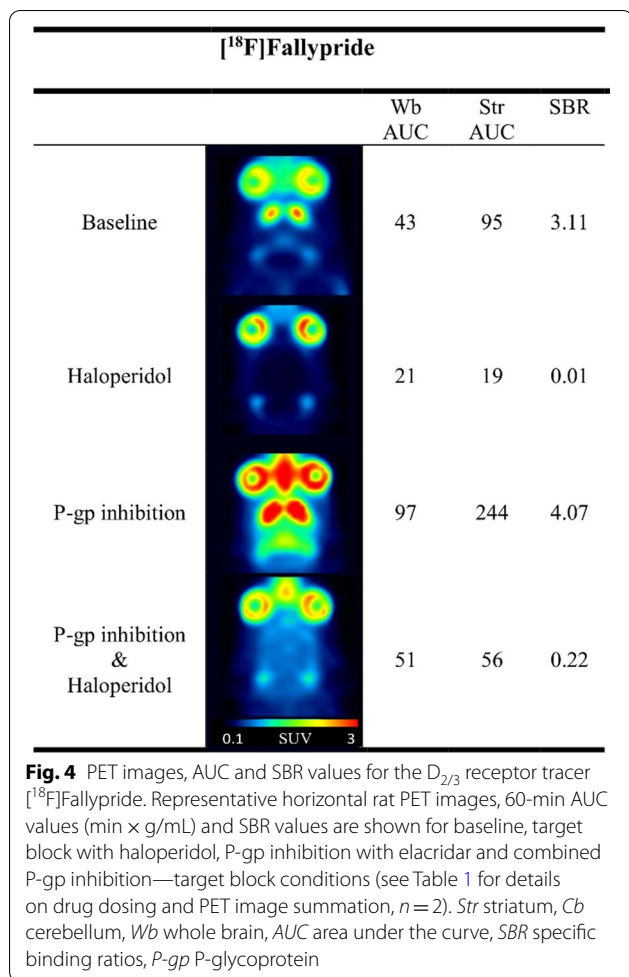 [¹⁸F]Fallypride
Wb AUC Str AUC SBR
Baseline 43 95 3.11
Haloperidol 21 19 0.01
P-gp inhibition 97 244 4.07
P-gp inhibition & Haloperidol 51 56 0.22
0.1 SUV 3
Fig. 4 PET images, AUC and SBR values for the D₂/₃ receptor tracer
[¹⁸F]Fallypride. Representative horizontal rat PET images, 60-min AUC
values (min × g/mL) and SBR values are shown for baseline, target
block with haloperidol, P-gp inhibition with elacridar and combined
P-gp inhibition—target block conditions (see Table 1 for details
on drug dosing and PET image summation, n = 2). Str striatum, Cb
cerebellum, Wb whole brain, AUC area under the curve, SBR specific
binding ratios, P-gp P-glycoprotein